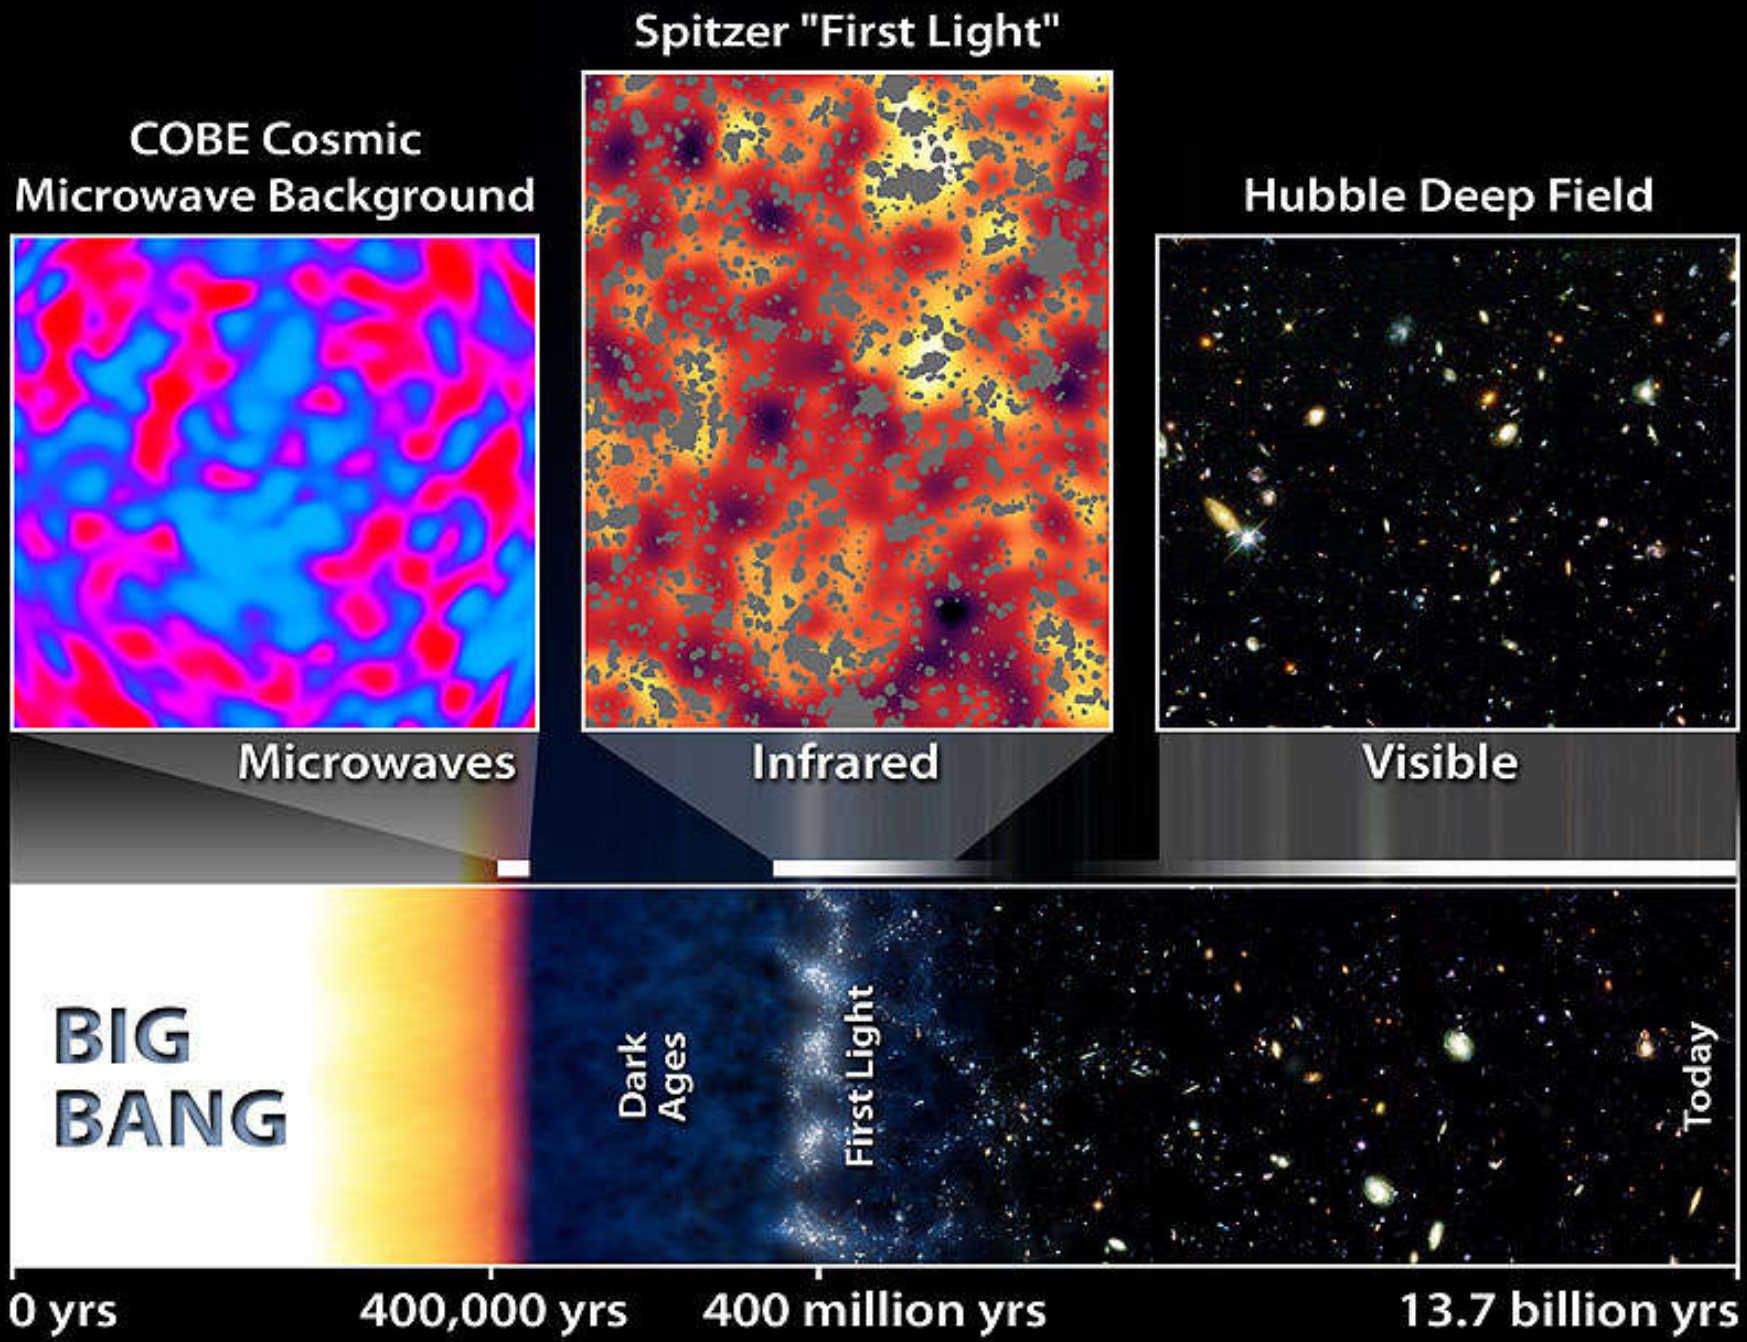 Spitzer "First Light"
COBE Cosmic
Microwave Background
Hubble Deep Field
Microwaves
Infrared
Visible
BIG
BANG
Dark
Ages
First Light
Today
0 yrs
400,000 yrs
400 million yrs
13.7 billion yrs